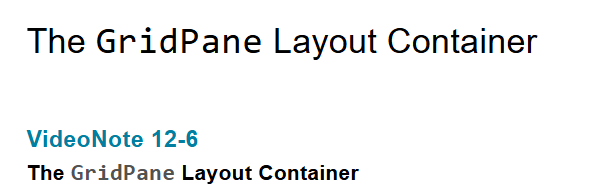 The GridPane Layout Container
VideoNote 12-6
The GridPane Layout Container